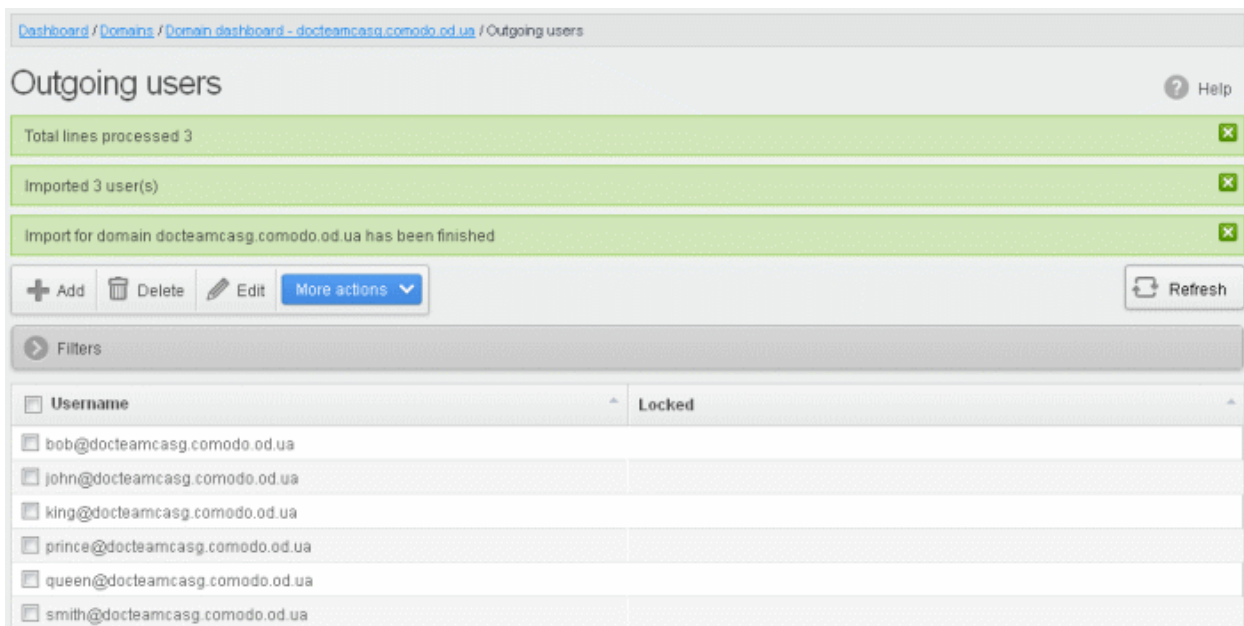 Dashboard / Domains / Domain dashboard - docteamcasg.comodo.od.ua / Outgoing users
Outgoing users
? Help
Total lines processed 3
Imported 3 user(s)
Import for domain docteamcasg.comodo.od.ua has been finished
Add Delete Edit More actions Refresh
Filters
Username Locked
bob@docteamcasg.comodo.od.ua
john@docteamcasg.comodo.od.ua
king@docteamcasg.comodo.od.ua
prince@docteamcasg.comodo.od.ua
queen@docteamcasg.comodo.od.ua
smith@docteamcasg.comodo.od.ua